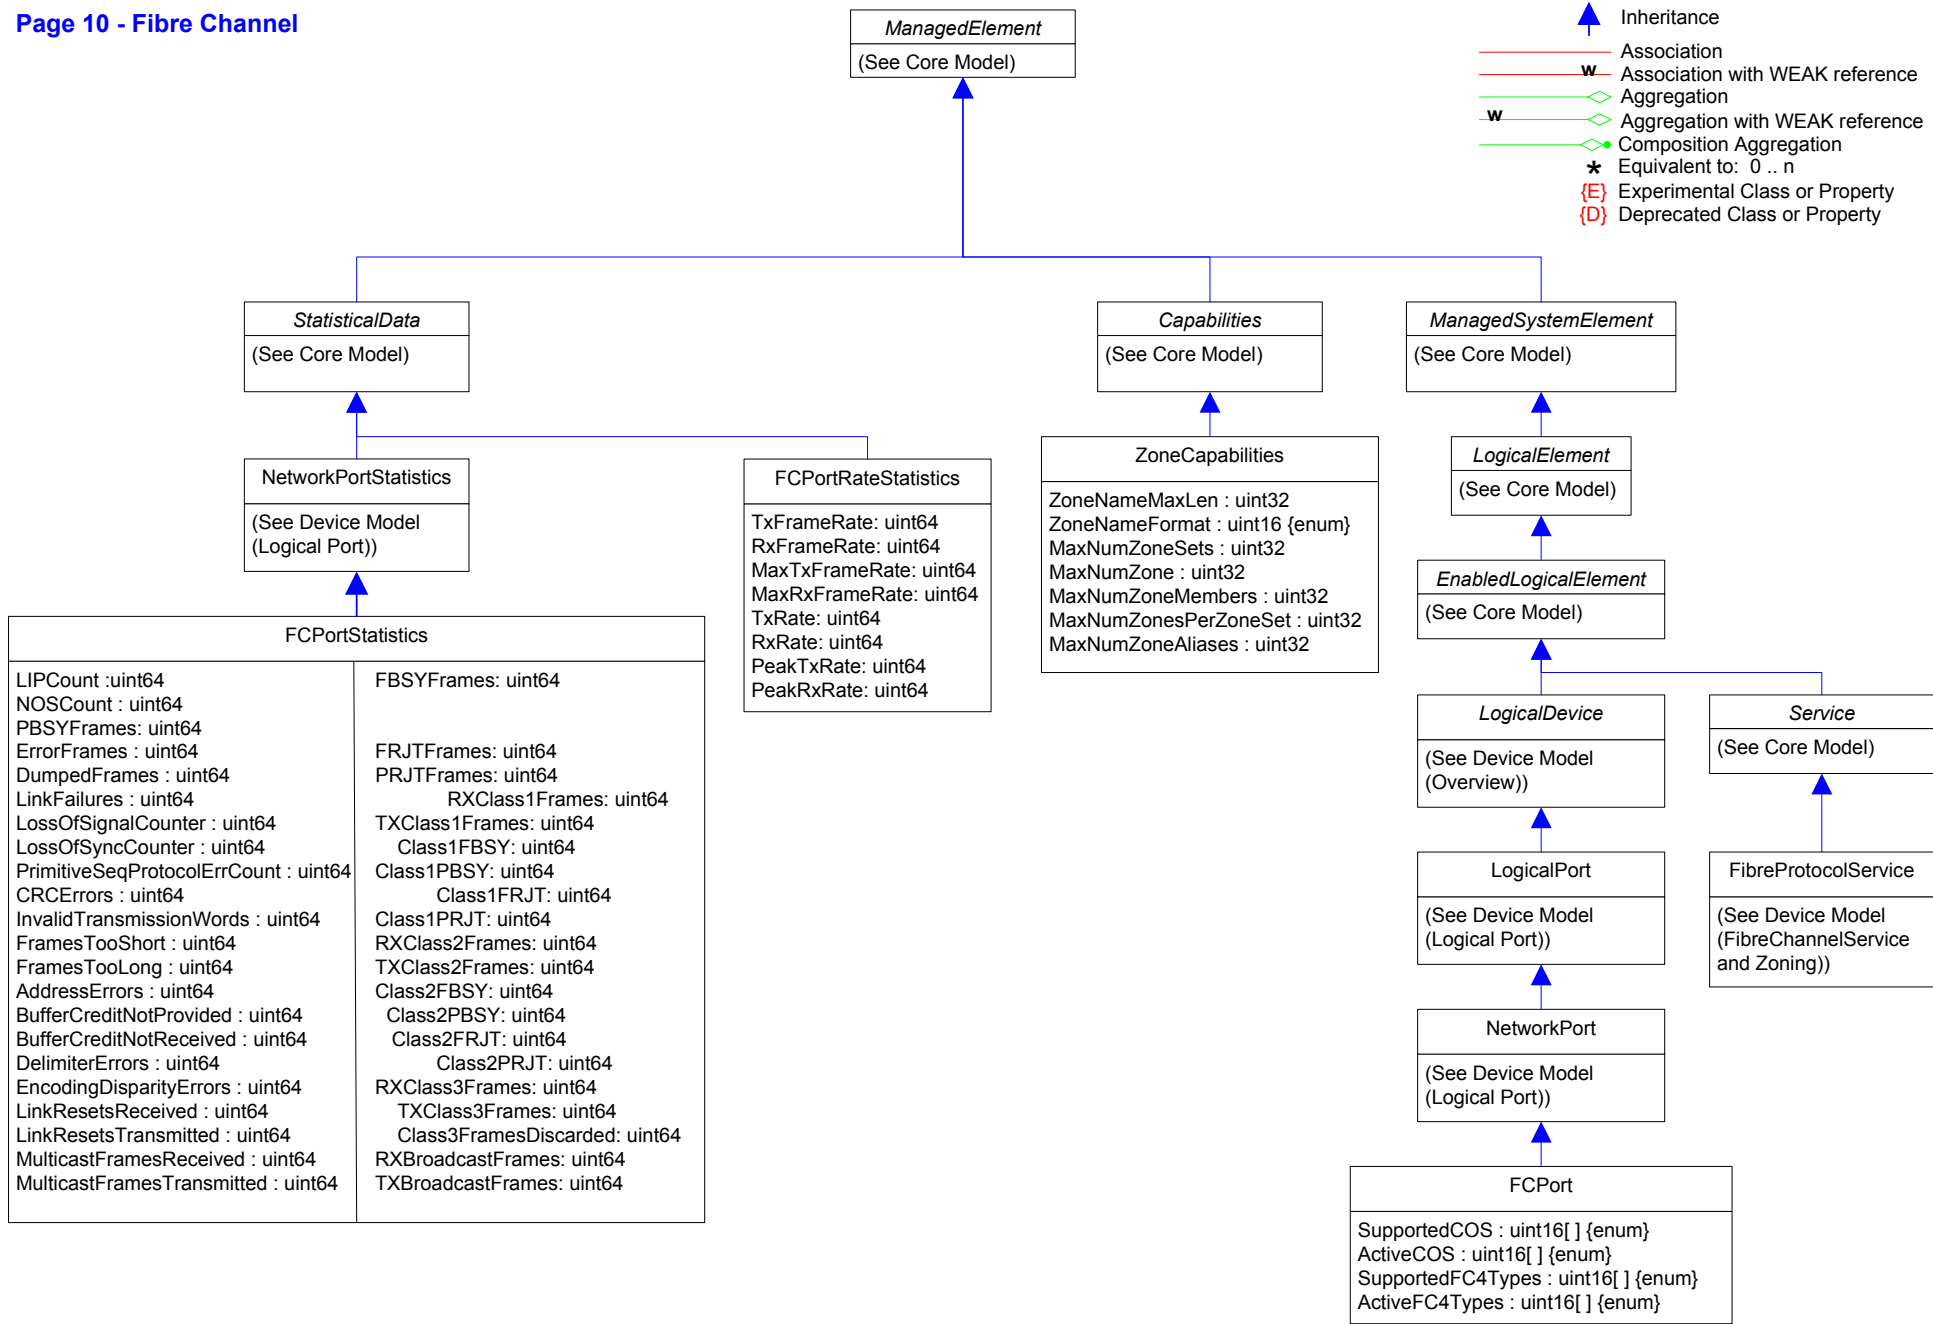 Page 10 - Fibre Channel
ManagedElement
(See Core Model)
Inheritance
Association
w
Association with WEAK reference
Aggregation
w
Aggregation with WEAK reference
Composition Aggregation
* Equivalent to: 0 .. n
{E} Experimental Class or Property
{D} Deprecated Class or Property
StatisticalData
(See Core Model)
Capabilities
(See Core Model)
ManagedSystemElement
(See Core Model)
NetworkPortStatistics
(See Device Model
(Logical Port))
FCPortRateStatistics
TxFrameRate: uint64
RxFrameRate: uint64
MaxTxFrameRate: uint64
MaxRxFrameRate: uint64
TxRate: uint64
RxRate: uint64
PeakTxRate: uint64
PeakRxRate: uint64
ZoneCapabilities
ZoneNameMaxLen : uint32
ZoneNameFormat : uint16 {enum}
MaxNumZoneSets : uint32
MaxNumZone : uint32
MaxNumZoneMembers : uint32
MaxNumZonesPerZoneSet : uint32
MaxNumZoneAliases : uint32
LogicalElement
(See Core Model)
EnabledLogicalElement
(See Core Model)
FCPortStatistics
LIPCount :uint64
NOSCount : uint64
PBSYFrames: uint64
ErrorFrames : uint64
DumpedFrames : uint64
LinkFailures : uint64
LossOfSignalCounter : uint64
LossOfSyncCounter : uint64
PrimitiveSeqProtocolErrCount : uint64
CRCErrors : uint64
InvalidTransmissionWords : uint64
FramesTooShort : uint64
FramesTooLong : uint64
AddressErrors : uint64
BufferCreditNotProvided : uint64
BufferCreditNotReceived : uint64
DelimiterErrors : uint64
EncodingDisparityErrors : uint64
LinkResetsReceived : uint64
LinkResetsTransmitted : uint64
MulticastFramesReceived : uint64
MulticastFramesTransmitted : uint64
FBSYFrames: uint64
FRJTFrames: uint64
PRJTFrames: uint64
RXClass1Frames: uint64
TXClass1Frames: uint64
Class1FBSY: uint64
Class1PBSY: uint64
Class1FRJT: uint64
Class1PRJT: uint64
RXClass2Frames: uint64
TXClass2Frames: uint64
Class2FBSY: uint64
Class2PBSY: uint64
Class2FRJT: uint64
Class2PRJT: uint64
RXClass3Frames: uint64
TXClass3Frames: uint64
Class3FramesDiscarded: uint64
RXBroadcastFrames: uint64
TXBroadcastFrames: uint64
LogicalDevice
(See Device Model
(Overview))
Service
(See Core Model)
LogicalPort
(See Device Model
(Logical Port))
FibreProtocolService
(See Device Model
(FibreChannelService
and Zoning))
NetworkPort
(See Device Model
(Logical Port))
FCPort
SupportedCOS : uint16[ ] {enum}
ActiveCOS : uint16[ ] {enum}
SupportedFC4Types : uint16[ ] {enum}
ActiveFC4Types : uint16[ ] {enum}